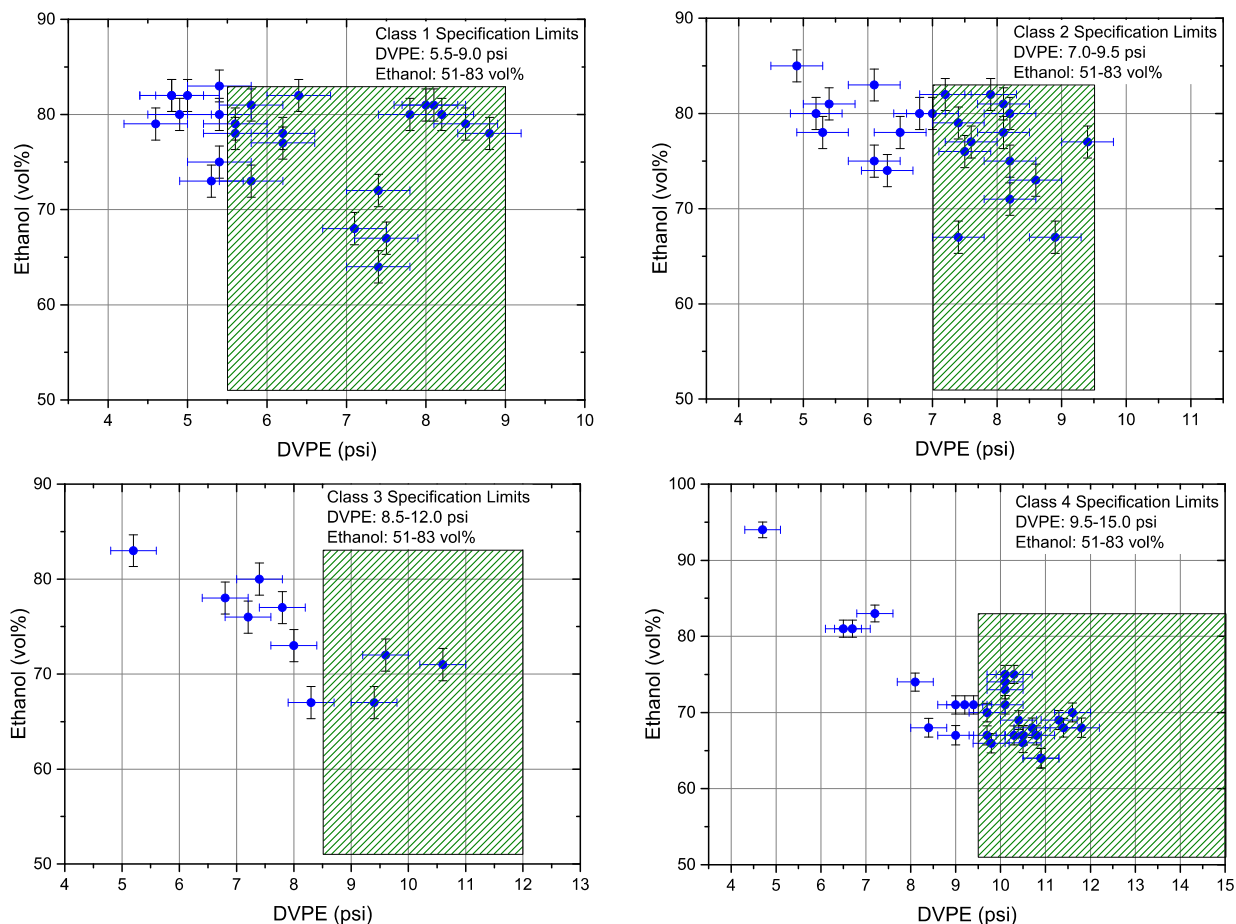 90
80
70
60
50
Ethanol (vol%)
Class 1 Specification Limits
DVPE: 5.5-9.0 psi
Ethanol: 51-83 vol%
4 5 6 7 8 9 10
DVPE (psi)
90
80
70
60
50
Ethanol (vol%)
Class 2 Specification Limits
DVPE: 7.0-9.5 psi
Ethanol: 51-83 vol%
4 5 6 7 8 9 10 11
DVPE (psi)
90
80
70
60
50
Ethanol (vol%)
Class 3 Specification Limits
DVPE: 8.5-12.0 psi
Ethanol: 51-83 vol%
4 5 6 7 8 9 10 11 12 13
DVPE (psi)
100
90
80
70
60
50
Ethanol (vol%)
Class 4 Specification Limits
DVPE: 9.5-15.0 psi
Ethanol: 51-83 vol%
4 5 6 7 8 9 10 11 12 13 14 15
DVPE (psi)